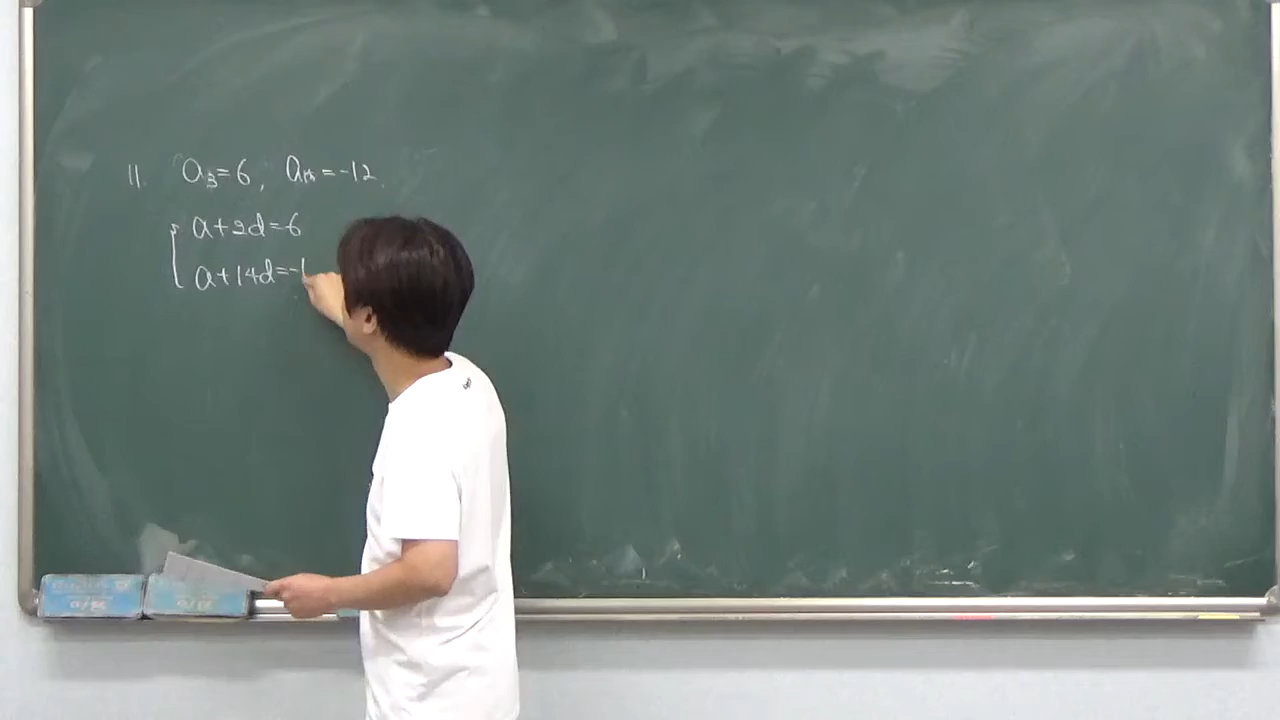 11. a₃=6, a₁₅=-12.
a+2d=6
a+14d=-1